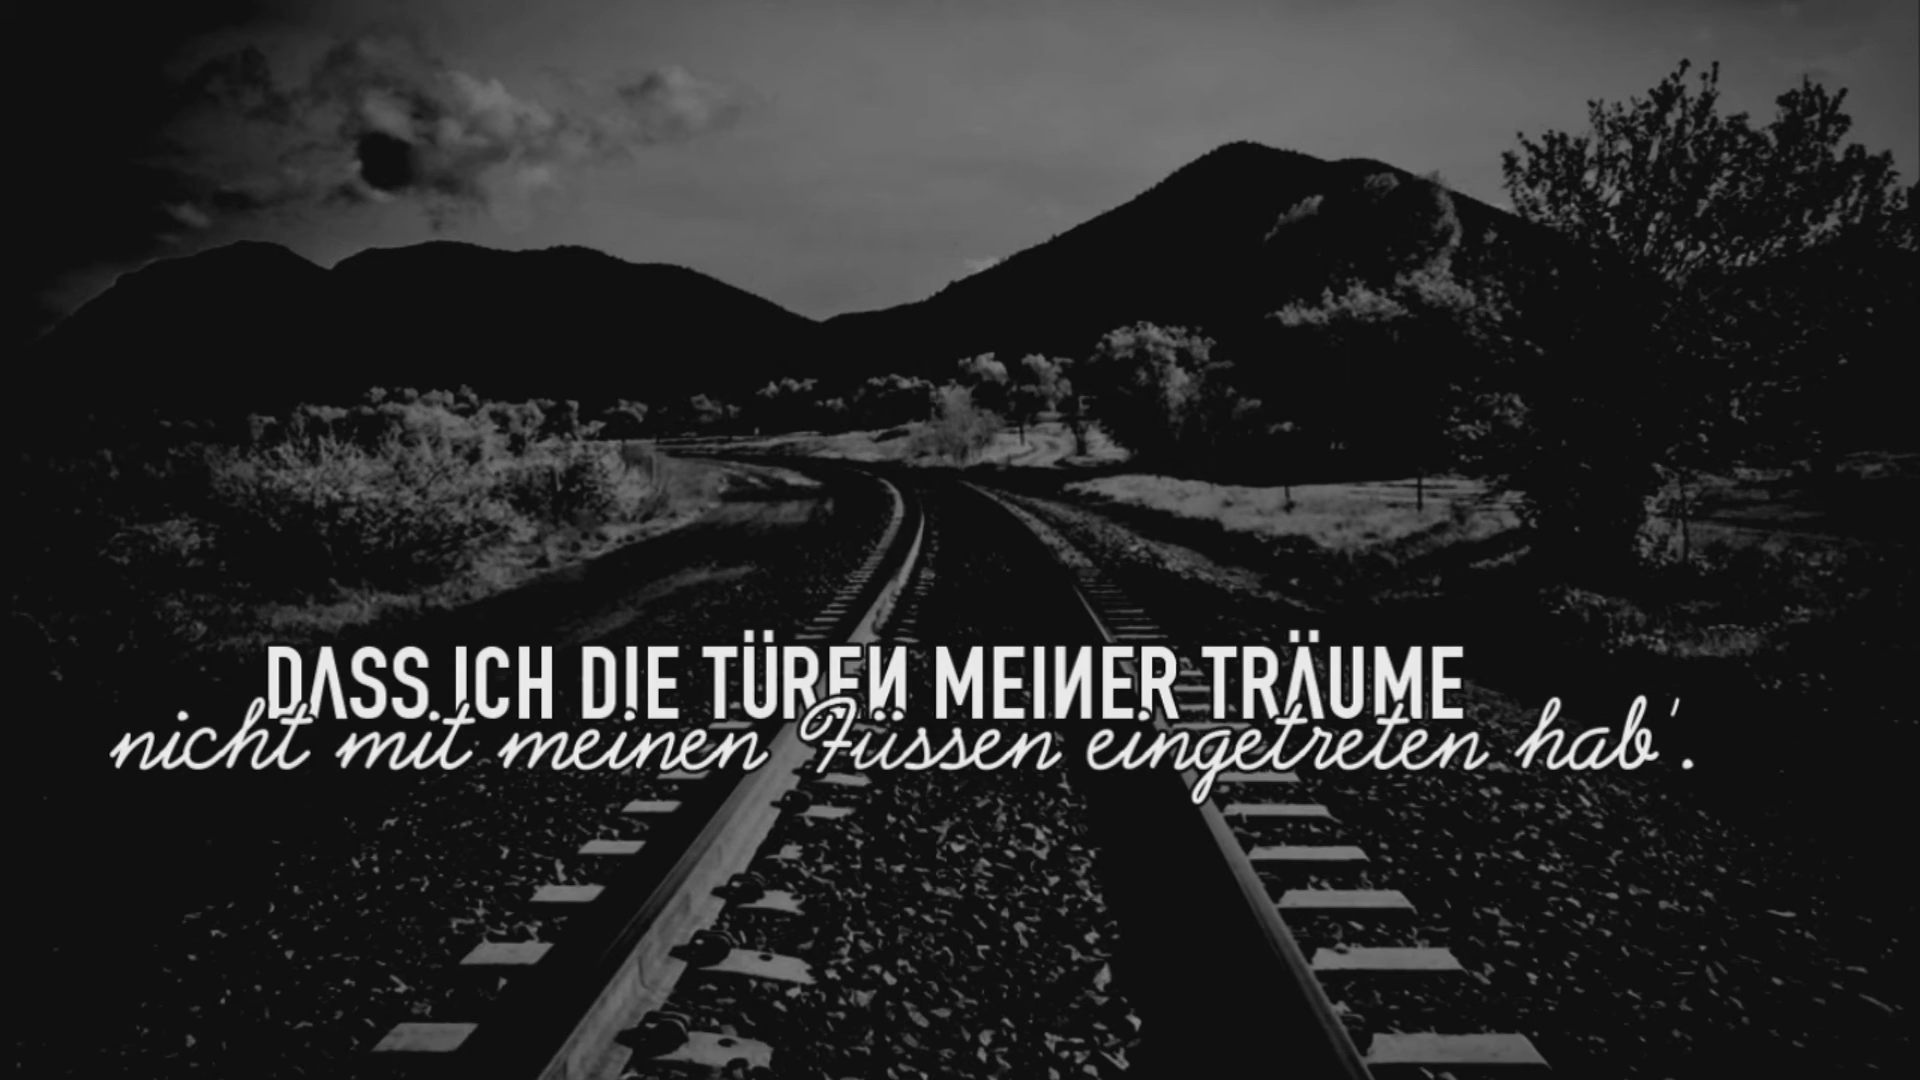 DASS ICH DIE TÜREN MEINER TRÄUME
nicht mit meinen Füssen eingetreten hab'.